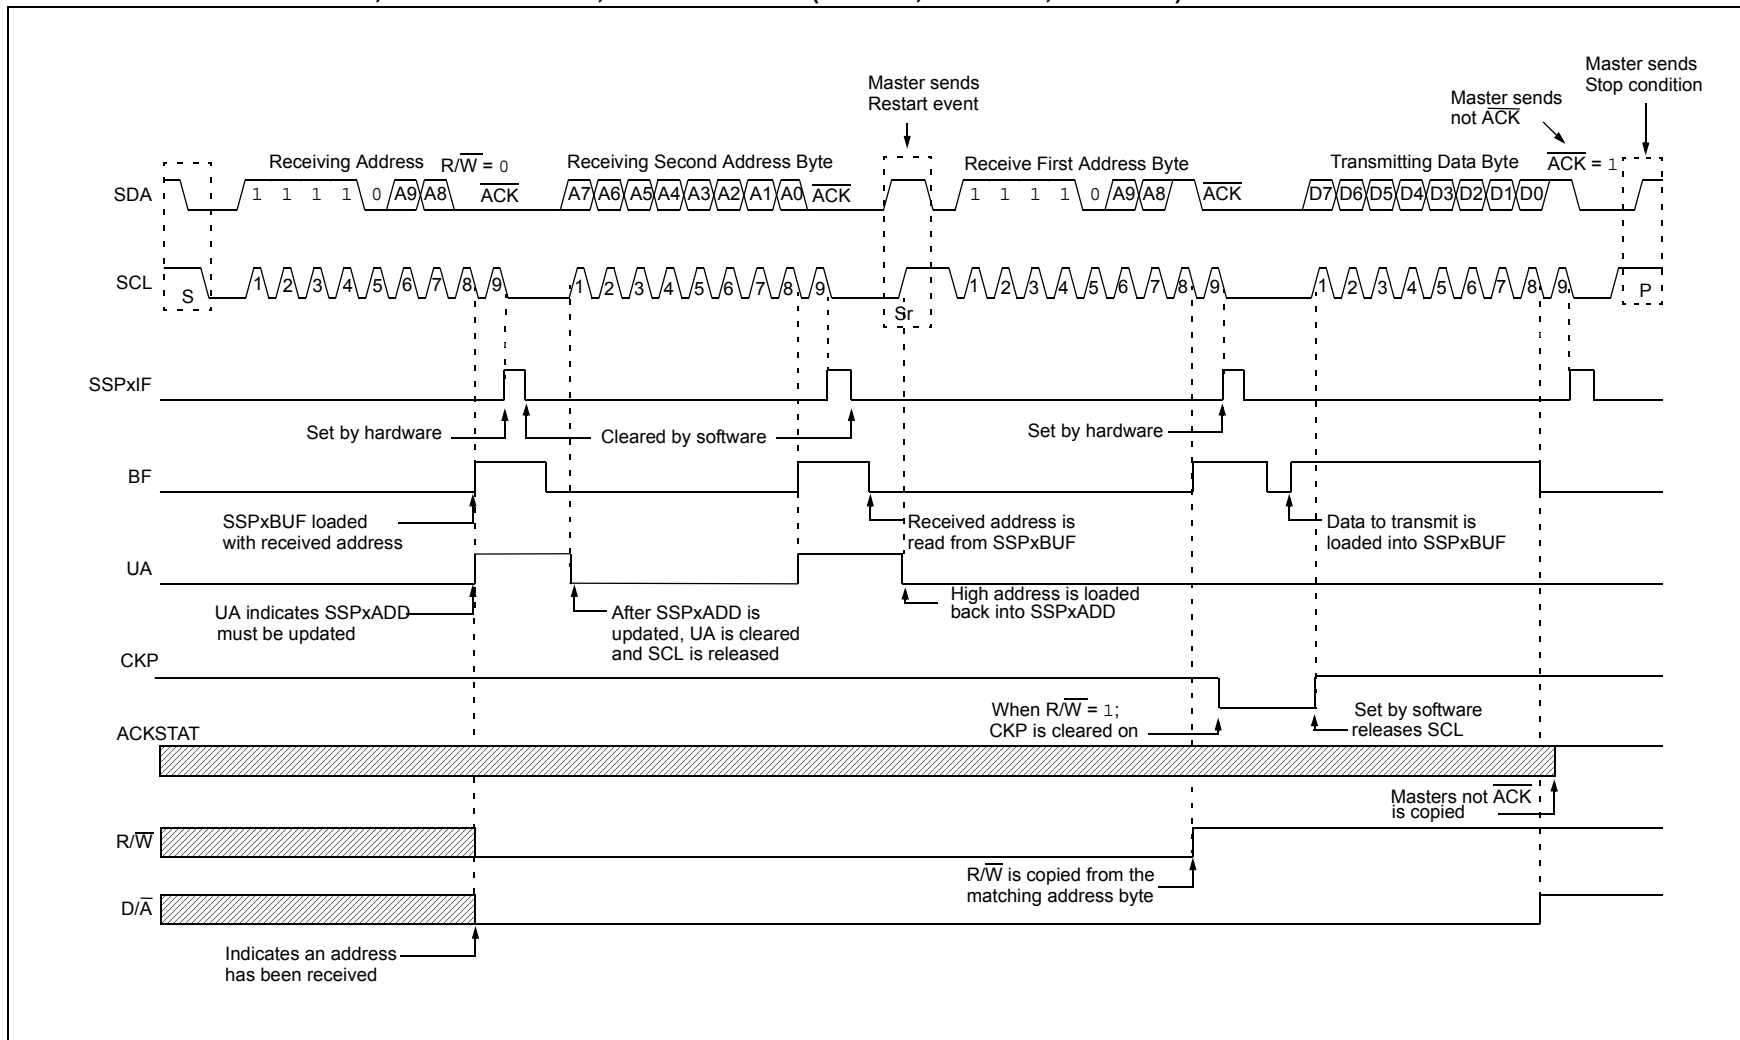 Master sends
Restart event
Master sends
Stop condition
Master sends
not A̅C̅K̅
Receiving Address R/W̅ = 0
Receiving Second Address Byte
Receive First Address Byte
Transmitting Data Byte
A̅C̅K̅ = 1
SDA 1 1 1 1 0 A9 A8 A̅C̅K̅ A7 A6 A5 A4 A3 A2 A1 A0 A̅C̅K̅ 1 1 1 1 0 A9 A8 A̅C̅K̅ D7 D6 D5 D4 D3 D2 D1 D0
SCL S 1 2 3 4 5 6 7 8 9 1 2 3 4 5 6 7 8 9 Sr 1 2 3 4 5 6 7 8 9 1 2 3 4 5 6 7 8 9 P
SSPxIF
Set by hardware
Cleared by software
Set by hardware
BF
SSPxBUF loaded
with received address
Received address is
read from SSPxBUF
Data to transmit is
loaded into SSPxBUF
UA
UA indicates SSPxADD
must be updated
After SSPxADD is
updated, UA is cleared
and SCL is released
High address is loaded
back into SSPxADD
CKP
When R/W̅ = 1;
CKP is cleared on
Set by software
releases SCL
ACKSTAT
Masters not A̅C̅K̅
is copied
R/W̅
R/W̅ is copied from the
matching address byte
D/A̅
Indicates an address
has been received